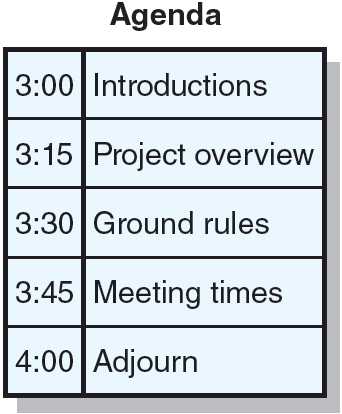 Agenda
3:00 Introductions
3:15 Project overview
3:30 Ground rules
3:45 Meeting times
4:00 Adjourn